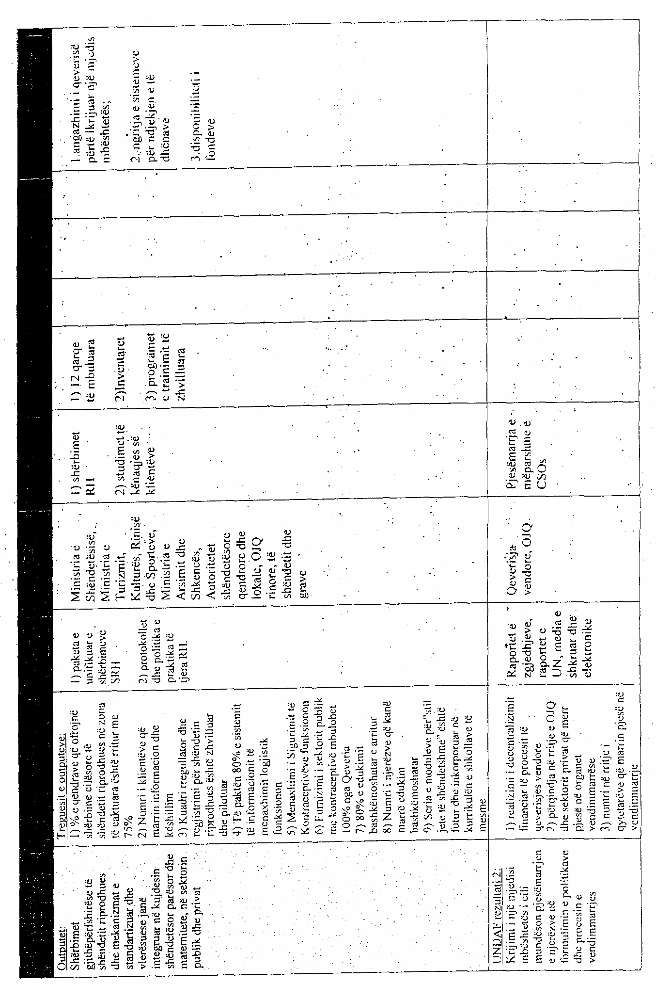 Outputet:
Shërbimet
gjithëpërfshirëse të
shëndetit riprodhues
dhe mekanizmat e
standartizuar dhe
vlerësuese janë
integruar në kujdesin
shëndetësor parësor dhe
maternitete, në sektorin
publik dhe privat
Treguesit e outputeve:
1) % e qendrave që ofrojnë
shërbime cilësore të
shëndetit riprodhues në zona
të caktuara është rritur me
75%
2) Numri i klientëve që
marrin informacion dhe
këshillim
3) Kuadri rregullator dhe
regjistrimi për shëndetin
riprodhues është zhvilluar
dhe pilotuar
4) Të paktën 80% e sistemit
të informacionit të
menaxhimit logjistik
funksionon
5) Menaxhimi i Sigurimit të
Kontraceptivëve funksionon
6) Furnizimi i sektorit publik
me kontraceptivë mbulohet
100% nga Qeveria
7) 80% e edukimit
bashkëmoshatar e arritur
8) Numri i njerëzve që kanë
marrë edukim
bashkëmoshatar
9) Seria e moduleve për"stil
jete të shëndetshme" është
futur dhe inkorporuar në
kurrikulën e shkollave të
mesme
1) paketa e
unifikuar e
shërbimeve
SRH
2) protokollet
dhe politika e
praktika të
tjera RH.
Ministria e
Shëndetësisë,
Ministria e
Turizmit,
Kulturës, Rinisë
dhe Sporteve,
Ministria e
Arsimit dhe
Shkencës,
Autoritetet
shëndetësore
qendrore dhe
lokale, OJQ
rinore, të
shëndetit dhe
grave
1) shërbimet
RH
2) studimet të
kënaqjes së
klientëve
1) 12 qarqe
të mbuluara
2)Inventaret
3) programet
e trainimit të
zhvilluara
1.angazhimi i qeverisë
përtë lkrijuar një mjedis
mbështetës;
2. ngritja e sistemeve
për ndjekjen e të
dhënave
3.disponibiliteti i
fondeve
UNDAF rezultati 2:
Krijimi i një mjedisi
mbështetës i cili
mundëson pjesëmarrjen
e njerëzve në
formulimin e politikave
dhe procesin e
vendimmarrjes
1) realizimi i decentralizimit
financiar të procesit të
qeverisjes vendore
2) përqindja në rritje e OJQ
dhe sektorit privat që merr
pjesë në organet
vendimmarrëse
3) numri në rritje i
qytetarëve që marrin pjesë në
vendimmarrje
Raportet e
zgjedhjeve,
raportet e
UN, media e
shkruar dhe
elektronike
Qeverisja
vendore, OJQ
Pjesëmarrja e
mëparshme e
CSOs